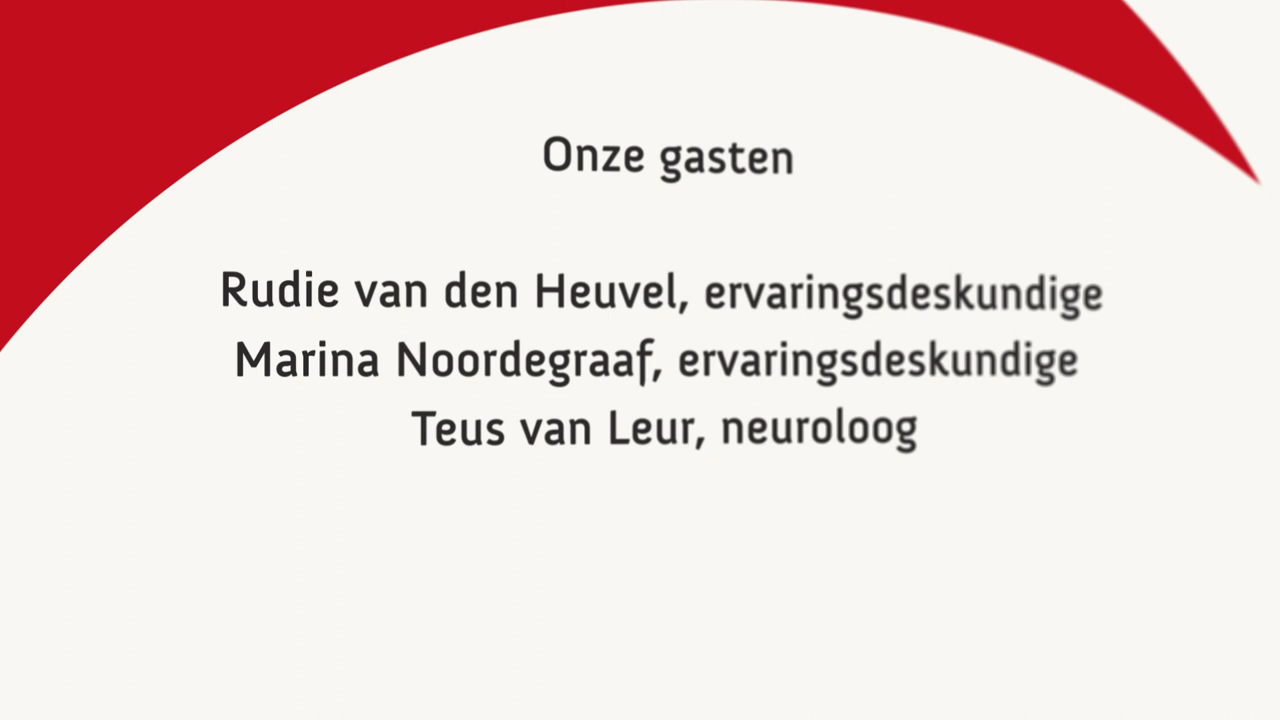 Onze gasten
Rudie van den Heuvel, ervaringsdeskundige
Marina Noordegraaf, ervaringsdeskundige
Teus van Leur, neuroloog